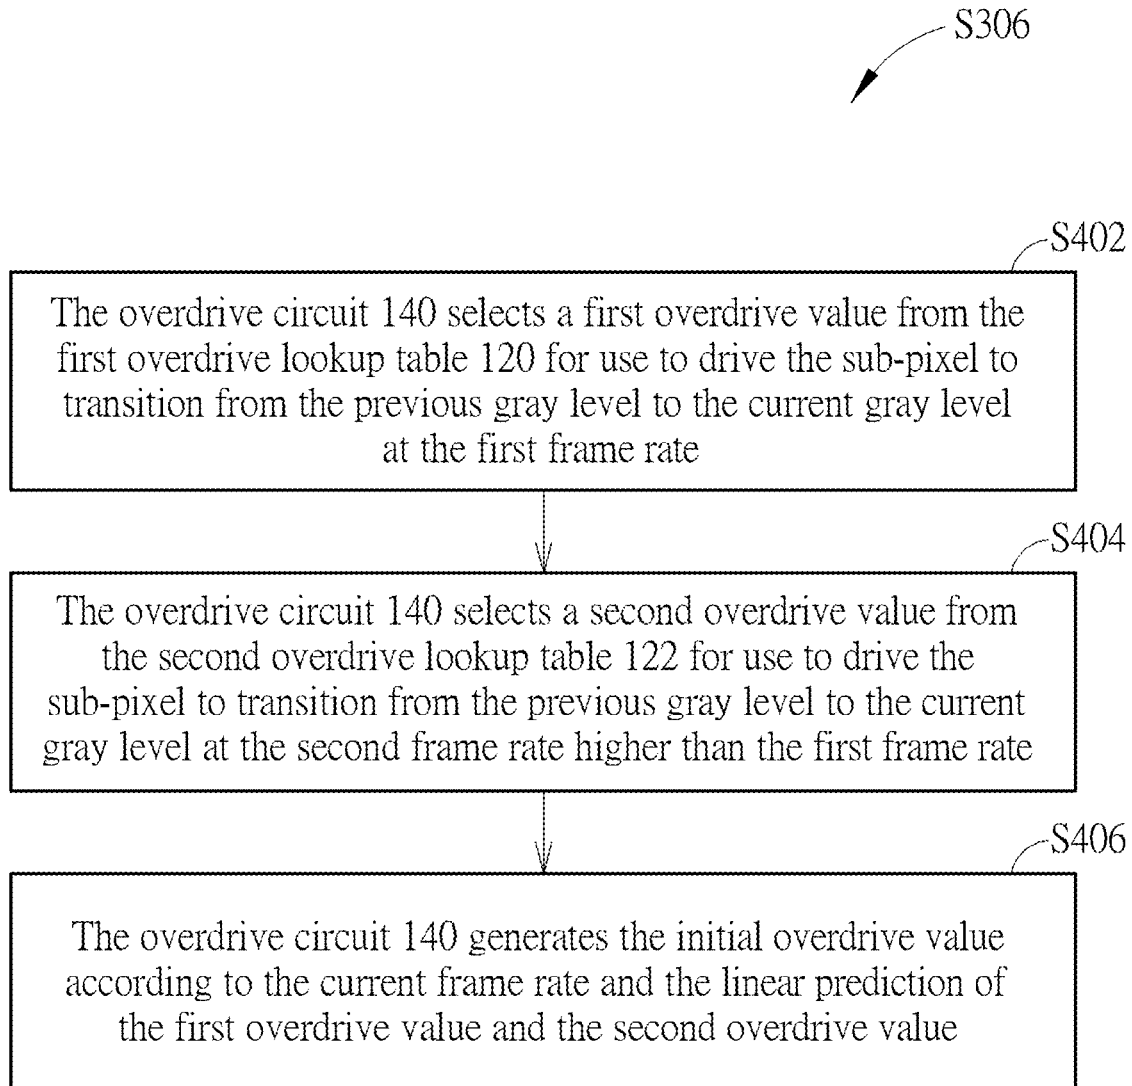 S306
S402
The overdrive circuit 140 selects a first overdrive value from the
first overdrive lookup table 120 for use to drive the sub-pixel to
transition from the previous gray level to the current gray level
at the first frame rate
S404
The overdrive circuit 140 selects a second overdrive value from
the second overdrive lookup table 122 for use to drive the
sub-pixel to transition from the previous gray level to the current
gray level at the second frame rate higher than the first frame rate
S406
The overdrive circuit 140 generates the initial overdrive value
according to the current frame rate and the linear prediction of
the first overdrive value and the second overdrive value